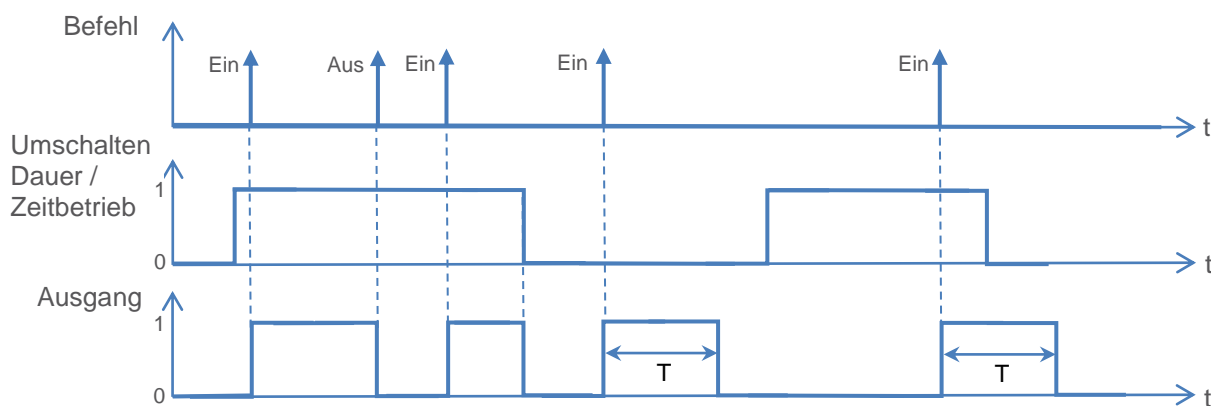 Befehl
Ein
Aus
Ein
Ein
Ein
t
Umschalten
Dauer /
Zeitbetrieb
1
0
t
Ausgang
1
0
T
T
t